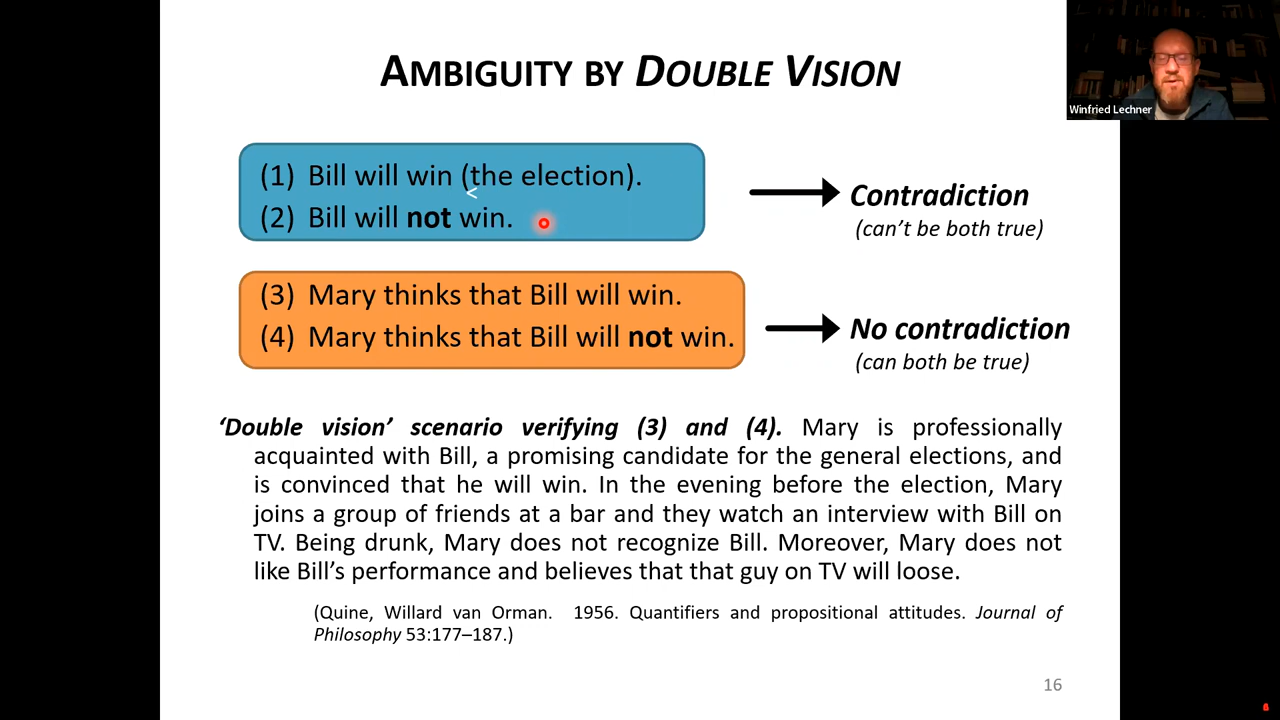 AMBIGUITY BY DOUBLE VISION
Winfried Lechner
(1) Bill will win (the election).
(2) Bill will not win.
Contradiction
(can't be both true)
(3) Mary thinks that Bill will win.
(4) Mary thinks that Bill will not win.
No contradiction
(can both be true)
‘Double vision’ scenario verifying (3) and (4). Mary is professionally
acquainted with Bill, a promising candidate for the general elections, and
is convinced that he will win. In the evening before the election, Mary
joins a group of friends at a bar and they watch an interview with Bill on
TV. Being drunk, Mary does not recognize Bill. Moreover, Mary does not
like Bill’s performance and believes that that guy on TV will loose.
(Quine, Willard van Orman. 1956. Quantifiers and propositional attitudes. Journal of
Philosophy 53:177–187.)
16